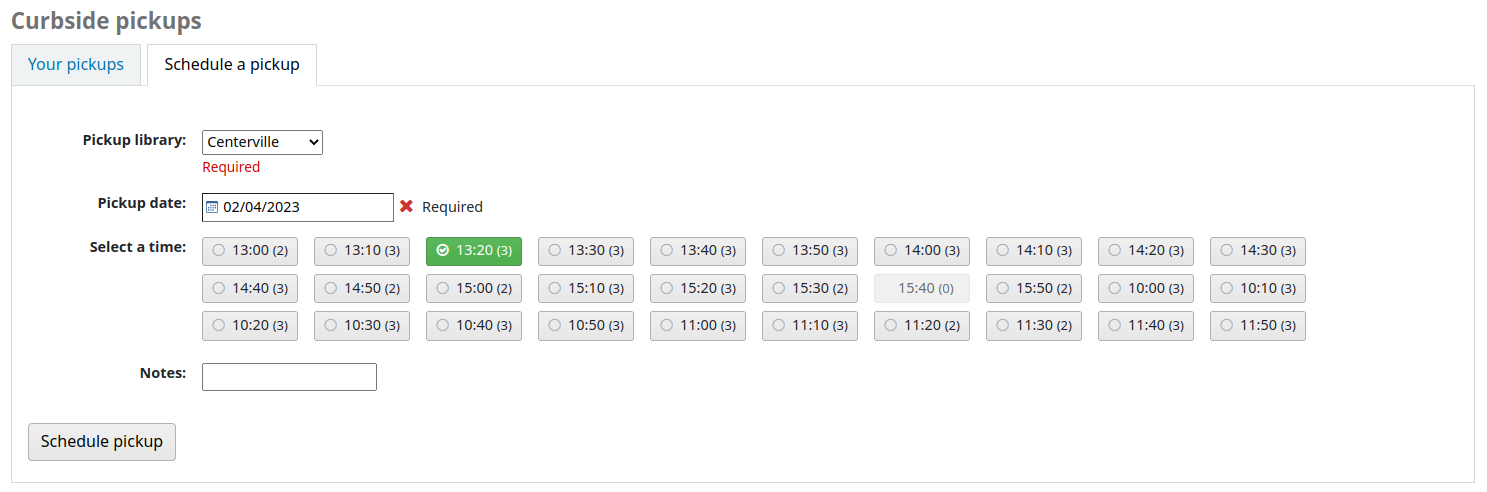 Curbside pickups
Your pickups Schedule a pickup
Pickup library: Centerville
Required
Pickup date: 02/04/2023 Required
Select a time: 13:00 (2) 13:10 (3) 13:20 (3) 13:30 (3) 13:40 (3) 13:50 (3) 14:00 (3) 14:10 (3) 14:20 (3) 14:30 (3)
14:40 (3) 14:50 (2) 15:00 (2) 15:10 (3) 15:20 (3) 15:30 (2) 15:40 (0) 15:50 (2) 10:00 (3) 10:10 (3)
10:20 (3) 10:30 (3) 10:40 (3) 10:50 (3) 11:00 (3) 11:10 (3) 11:20 (2) 11:30 (2) 11:40 (3) 11:50 (3)
Notes:
Schedule pickup